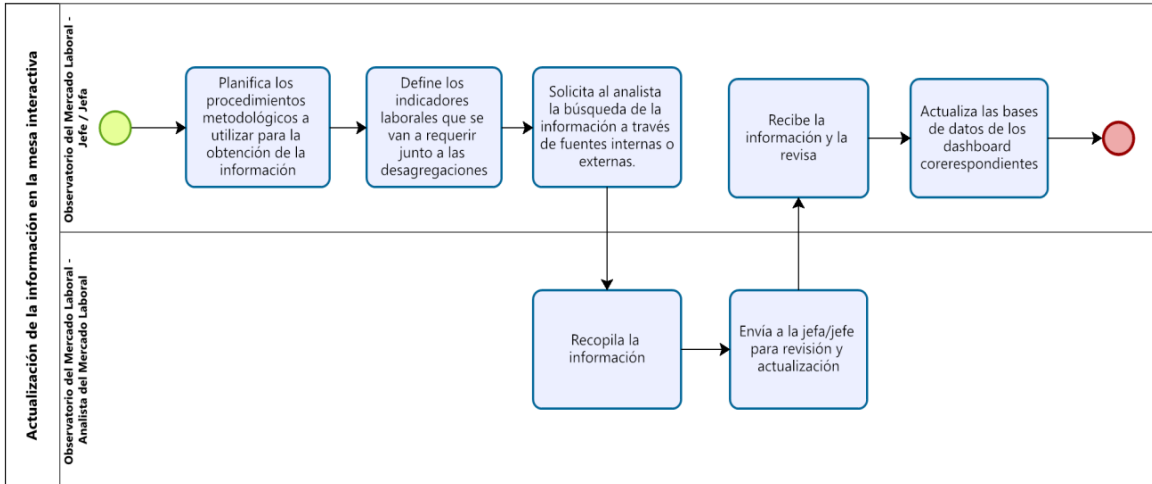 Actualización de la información en la mesa interactiva
Observatorio del Mercado Laboral -
Jefe / Jefa
Planifica los
procedimientos
metodológicos a
utilizar para la
obtención de la
información
Define los
indicadores
laborales que se
van a requerir
junto a las
desagregaciones
Solicita al analista
la búsqueda de la
información a través
de fuentes internas o
externas.
Recibe la
información y la
revisa
Actualiza las bases
de datos de los
dashboard
corerespondientes
Observatorio del Mercado Laboral -
Analista del Mercado Laboral
Recopila la
información
Envía a la jefa/jefe
para revisión y
actualización